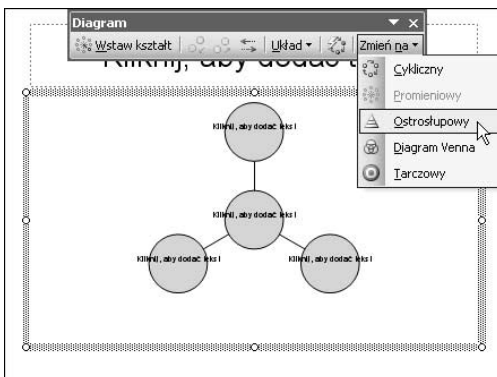 Diagram
Wstaw kształt Układ Zmień na
Kliknij, aby dodać t
Cykliczny
Promieniowy
Ostrosłupowy
Diagram Venna
Tarczowy
Kliknij, aby dodać tekst
Kliknij, aby dodać tekst
Kliknij, aby dodać tekst
Kliknij, aby dodać tekst